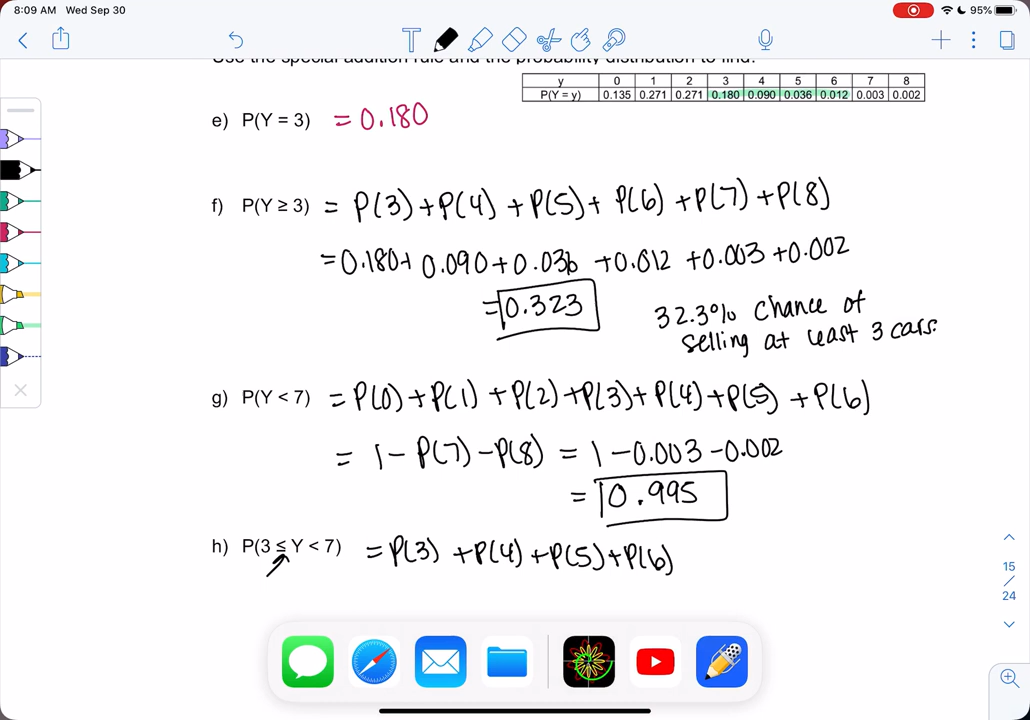 8:09 AM Wed Sep 30
95%
T
Use the special addition rule and the probability distribution to find:
y 0 1 2 3 4 5 6 7 8
P(Y = y) 0.135 0.271 0.271 0.180 0.090 0.036 0.012 0.003 0.002
e) P(Y = 3) = 0.180
f) P(Y ≥ 3) = P(3) + P(4) + P(5) + P(6) + P(7) + P(8)
= 0.180 + 0.090 + 0.036 + 0.012 + 0.003 + 0.002
= 0.323
32.3% chance of
selling at least 3 cars.
g) P(Y < 7) = P(0) + P(1) + P(2) + P(3) + P(4) + P(5) + P(6)
= 1 - P(7) - P(8) = 1 - 0.003 - 0.002
= 0.995
h) P(3 ≤ Y < 7) = P(3) + P(4) + P(5) + P(6)
15
/
24